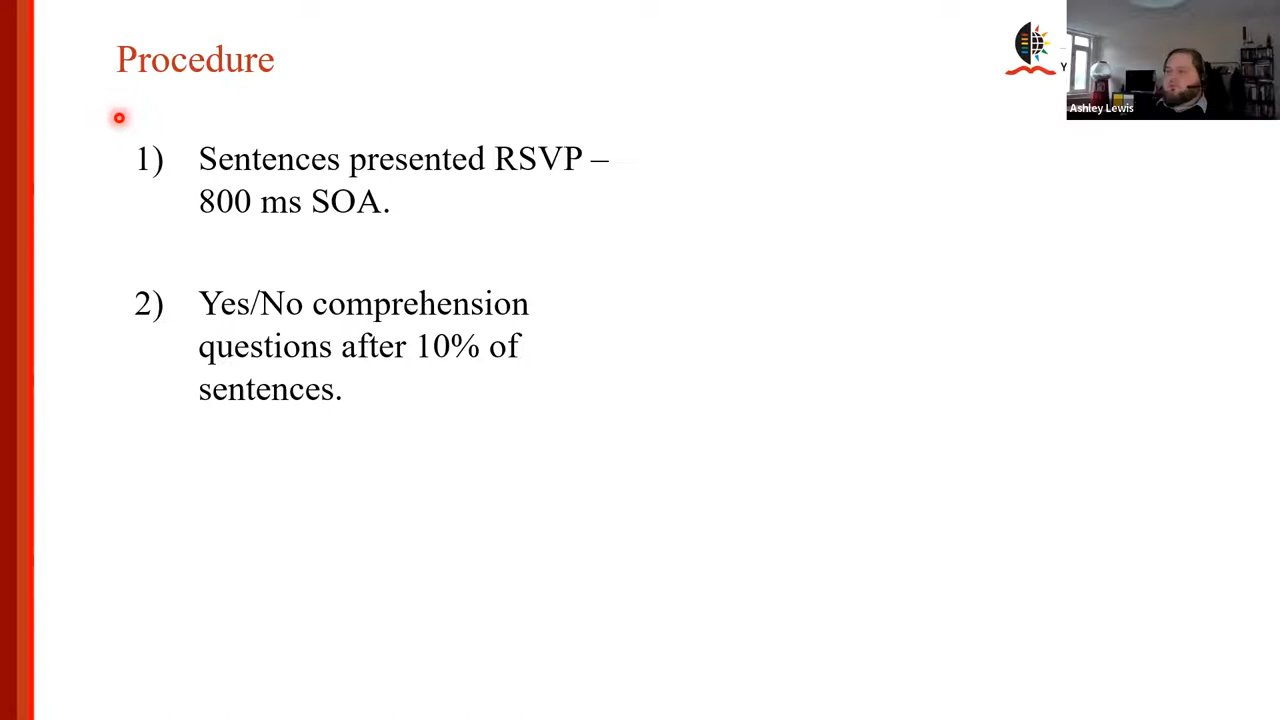 Procedure
1) Sentences presented RSVP –
800 ms SOA.
2) Yes/No comprehension
questions after 10% of
sentences.
Y
Ashley Lewis